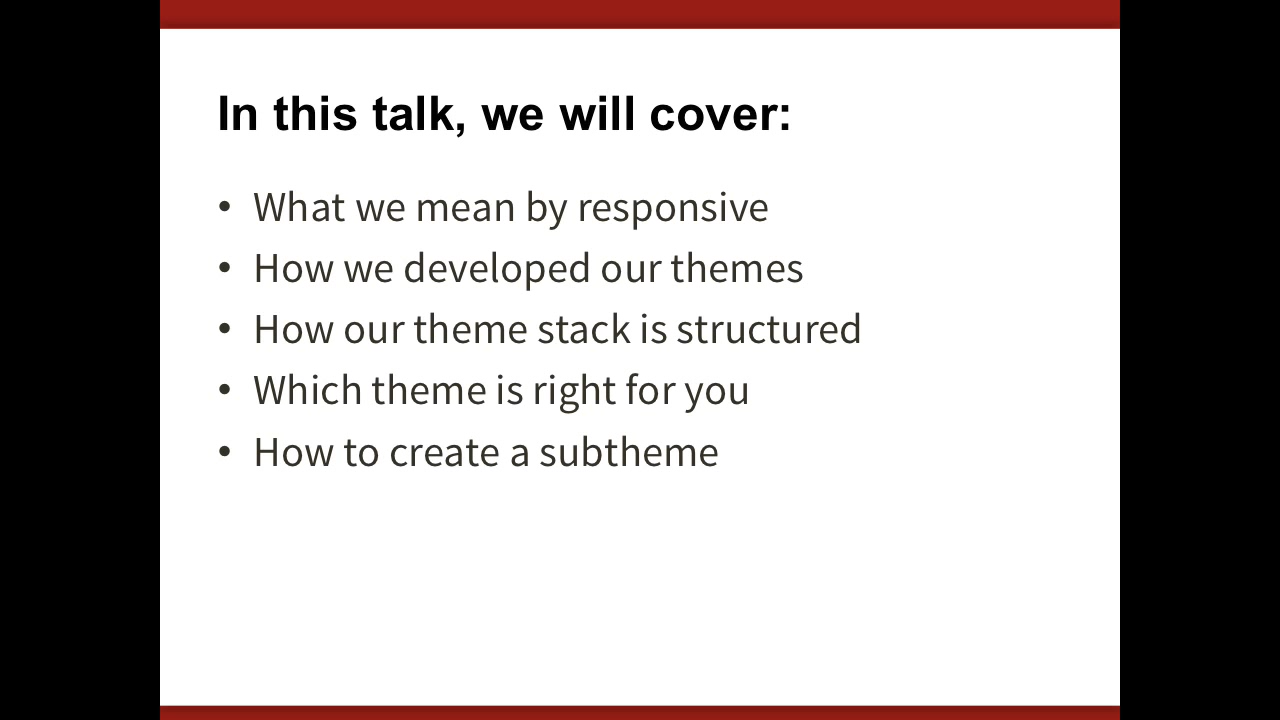 In this talk, we will cover:
• What we mean by responsive
• How we developed our themes
• How our theme stack is structured
• Which theme is right for you
• How to create a subtheme